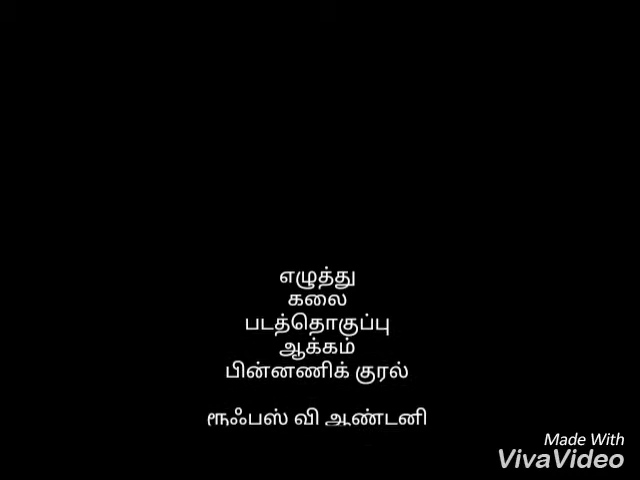 எழுத்து
கலை
படத்தொகுப்பு
ஆக்கம்
பின்னணிக் குரல்
ரூஃபஸ் வி ஆண்டனி
Made With
VivaVideo